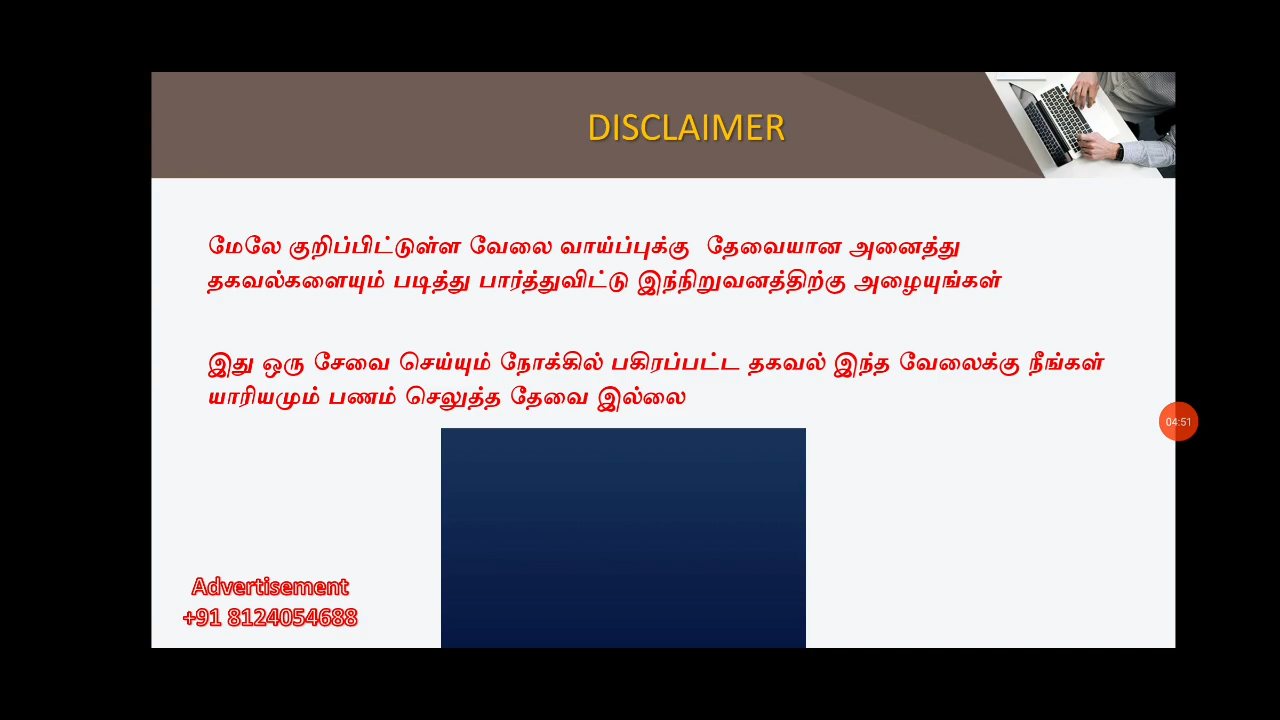 DISCLAIMER
மேலே குறிப்பிட்டுள்ள வேலை வாய்ப்புக்கு தேவையான அனைத்து
தகவல்களையும் படித்து பார்த்துவிட்டு இந்நிறுவனத்திற்கு அழையுங்கள்
இது ஒரு சேவை செய்யும் நோக்கில் பகிரப்பட்ட தகவல் இந்த வேலைக்கு நீங்கள்
யாரியமும் பணம் செலுத்த தேவை இல்லை
04:51
Advertisement
+91 8124054688